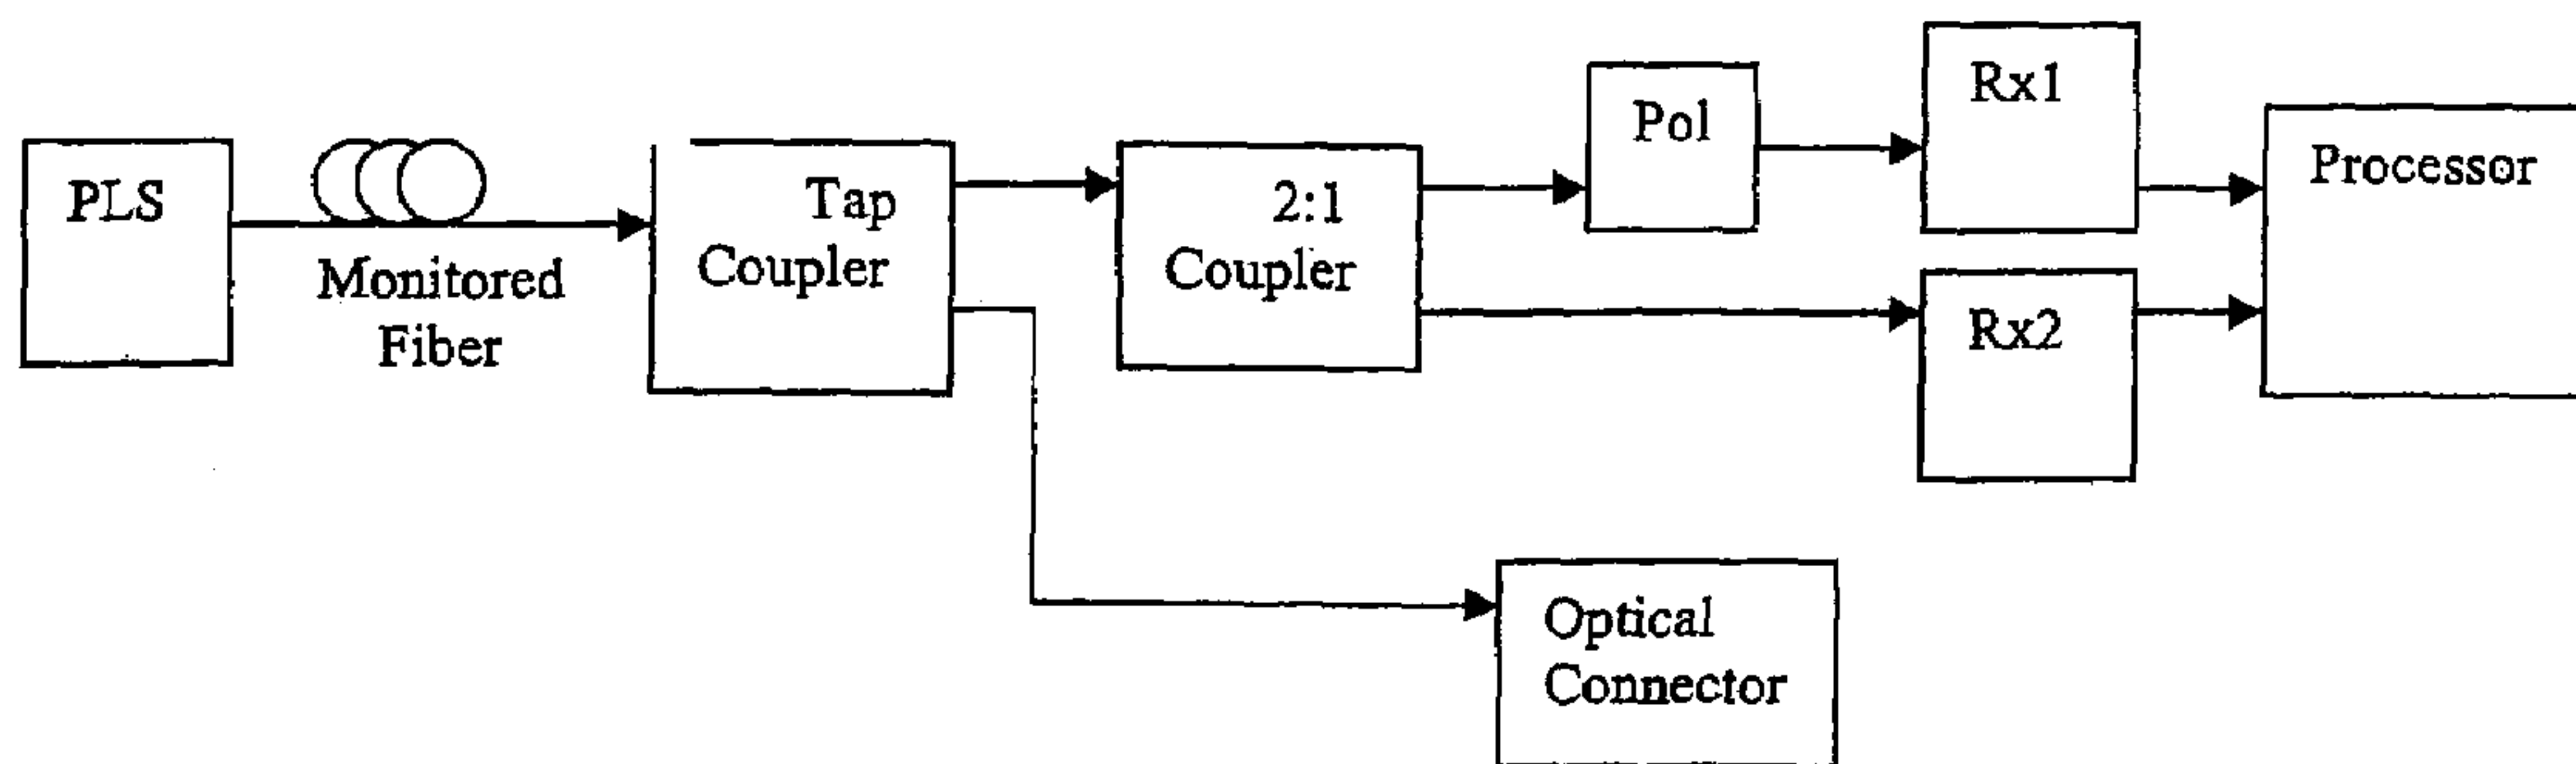 PLS
Monitored
Fiber
Tap
Coupler
2:1
Coupler
Pol
Rx1
Rx2
Processor
Optical
Connector